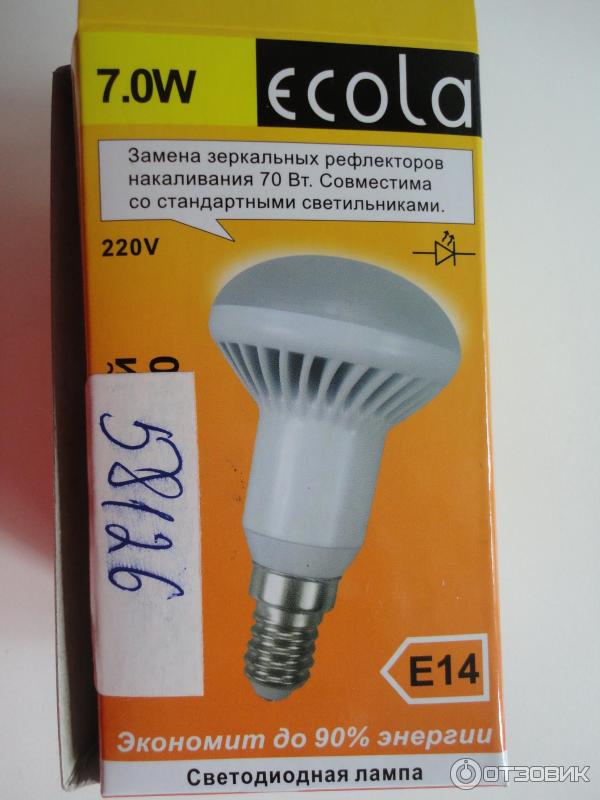 7.0W
ecola
Замена зеркальных рефлекторов
накаливания 70 Вт. Совместима
со стандартными светильниками.
220V
58126
E14
Экономит до 90% энергии
Светодиодная лампа
ОТЗОВИК